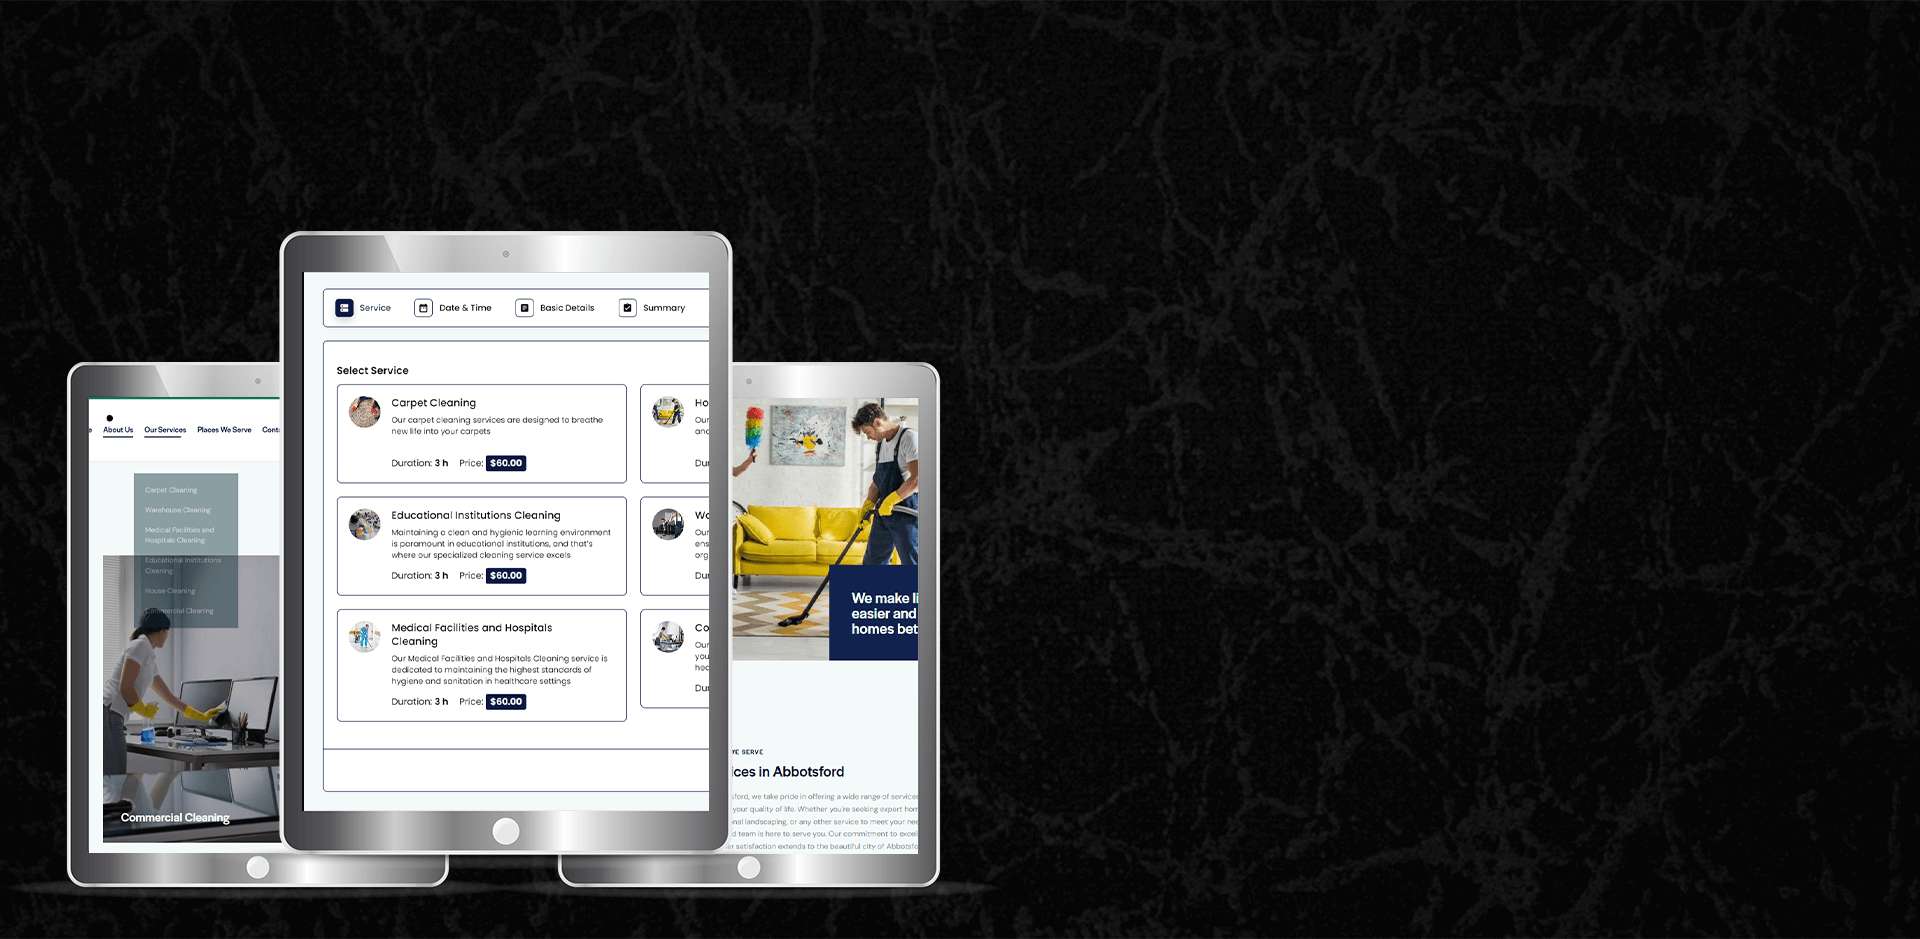 About Us
Our Services
Places We Serve
Carpet Cleaning
Warehouse Cleaning
Medical Facilities and
Hospitals Cleaning
Educational Institutions
Cleaning
House Cleaning
Commercial Cleaning
Commercial Cleaning
Service
Date & Time
Basic Details
Summary
Select Service
Carpet Cleaning
Our carpet cleaning services are designed to breathe
new life into your carpets
Duration: 3 h Price: $60.00
Educational Institutions Cleaning
Maintaining a clean and hygienic learning environment
is paramount in educational institutions, and that's
where our specialized cleaning service excels
Duration: 3 h Price: $60.00
Medical Facilities and Hospitals
Cleaning
Our Medical Facilities and Hospitals Cleaning service is
dedicated to maintaining the highest standards of
hygiene and sanitation in healthcare settings
Duration: 3 h Price: $60.00
Ho
Our
and
Dur
Wa
Our
ens
org
Dur
Co
Our
you
hea
Dur
We make li
easier and
homes bet
WE SERVE
ices in Abbotsford
sford, we take pride in offering a wide range of services
your quality of life. Whether you're seeking expert hom
nal landscaping, or any other service to meet your nee
d team is here to serve you. Our commitment to excel
er satisfaction extends to the beautiful city of Abbotsfo